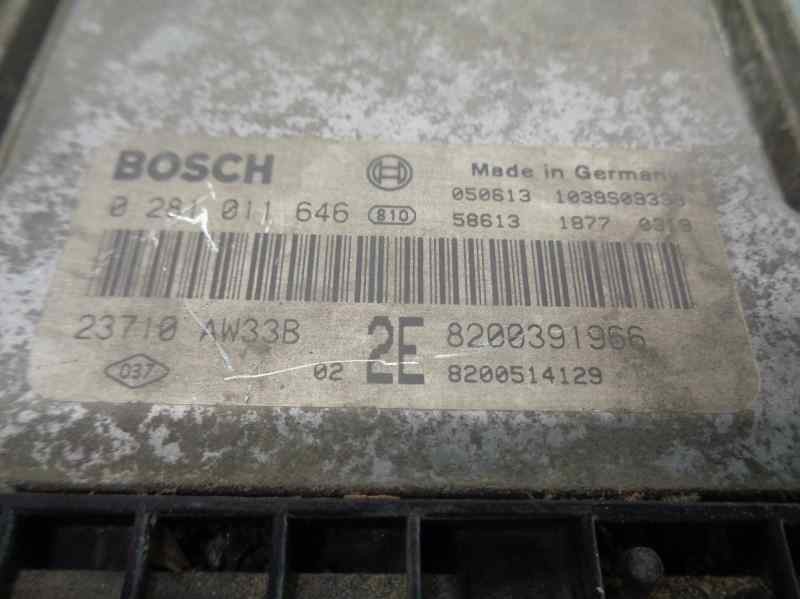 BOSCH
Made in Germany
050613 1039S09339
0 281 011 646 810
58613 1877 0319
23710 AW33B 2E 8200391966
037 02 8200514129